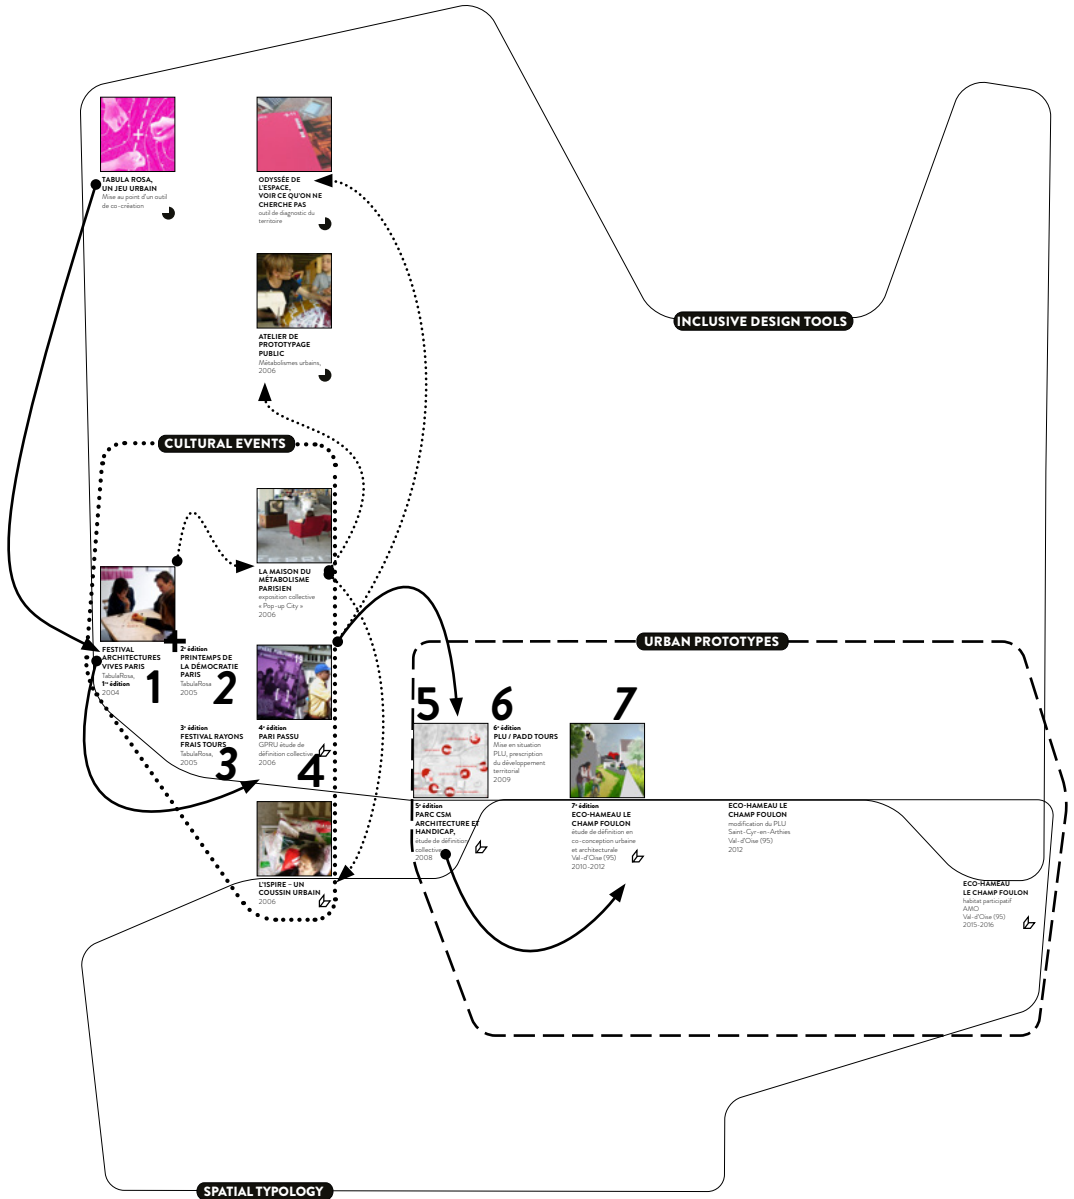 TABULA ROSA,
UN JEU URBAIN
Mise au point d'un outil
de co-création
ODYSSÉE DE
L'ESPACE,
VOIR CE QU'ON NE
CHERCHE PAS
outil de diagnostic du
territoire
ATELIER DE
PROTOTYPAGE
PUBLIC
Métabolismes urbains,
2006
INCLUSIVE DESIGN TOOLS
CULTURAL EVENTS
LA MAISON DU
MÉTABOLISME
PARISIEN
exposition collective
« Pop-up City »
2006
FESTIVAL
ARCHITECTURES
VIVES PARIS
TabulaRosa,
1re édition
2004
1
2e édition
PRINTEMPS DE
LA DÉMOCRATIE
PARIS
TabulaRosa
2005
2
3e édition
FESTIVAL RAYONS
FRAIS TOURS
TabulaRosa,
2005
3
4e édition
PARI PASSU
GPRU étude de
définition collective
2006
4
L'ISPIRE – UN
COUSSIN URBAIN
2006
URBAN PROTOTYPES
5
5e édition
PARC CSM
ARCHITECTURE ET
HANDICAP,
étude de définition
collective
2008
6
6e édition
PLU / PADD TOURS
Mise en situation
PLU, prescription
du développement
territorial
2009
7
7e édition
ECO-HAMEAU LE
CHAMP FOULON
étude de définition en
co-conception urbaine
et architecturale
Val-d'Oise (95)
2010-2012
ECO-HAMEAU LE
CHAMP FOULON
modification du PLU
Saint-Cyr-en-Arthies
Val-d'Oise (95)
2012
ECO-HAMEAU
LE CHAMP FOULON
habitat participatif
AMO
Val-d'Oise (95)
2015-2016
SPATIAL TYPOLOGY